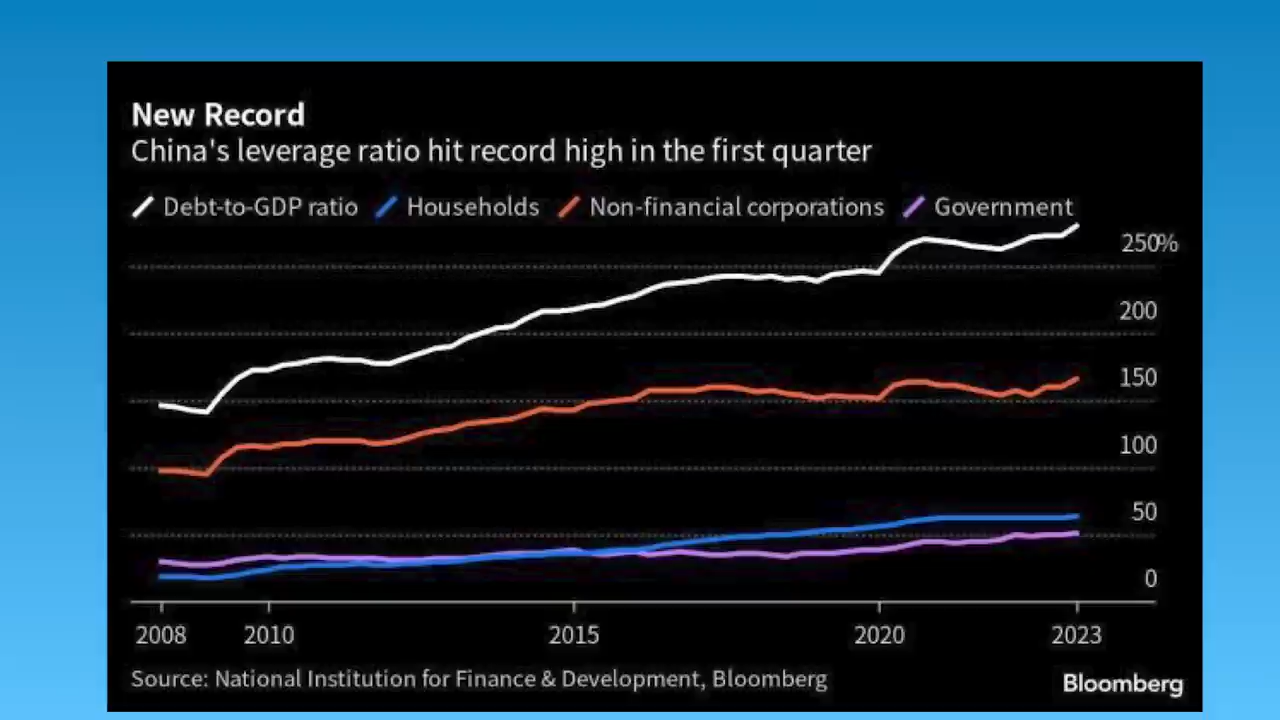 New Record
China's leverage ratio hit record high in the first quarter
Debt-to-GDP ratio Households Non-financial corporations Government
250%
200
150
100
50
0
2008 2010 2015 2020 2023
Source: National Institution for Finance & Development, Bloomberg
Bloomberg